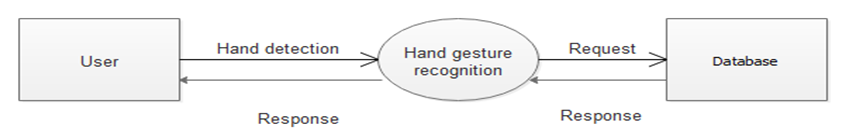 User
Hand detection
Hand gesture
recognition
Request
Database
Response
Response